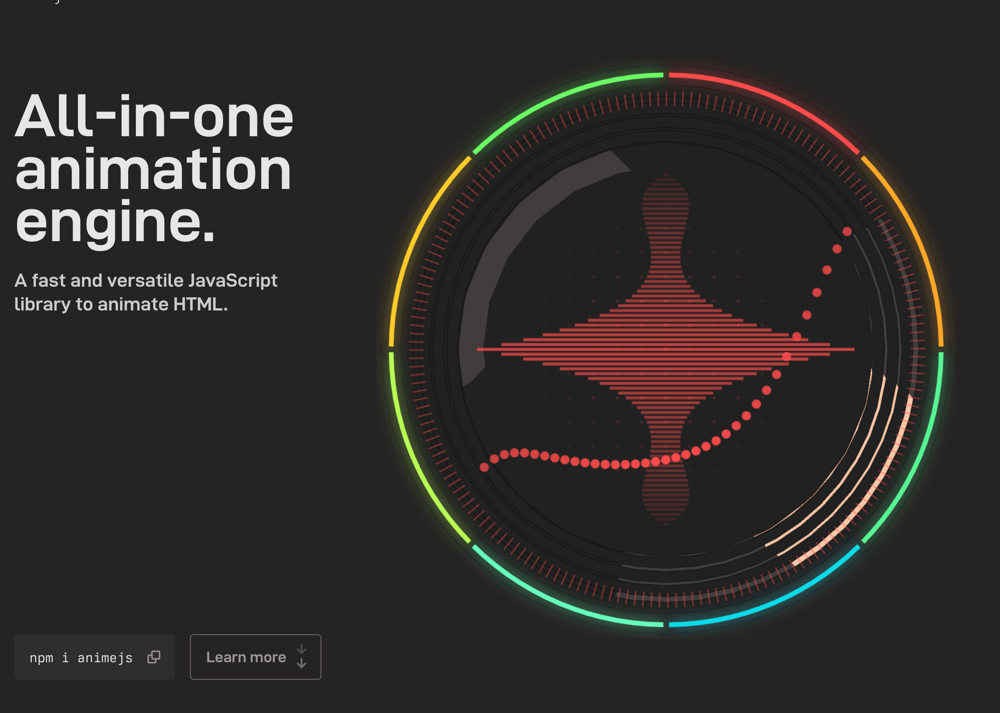 All-in-one
animation
engine.
A fast and versatile JavaScript
library to animate HTML.
npm i animejs
Learn more